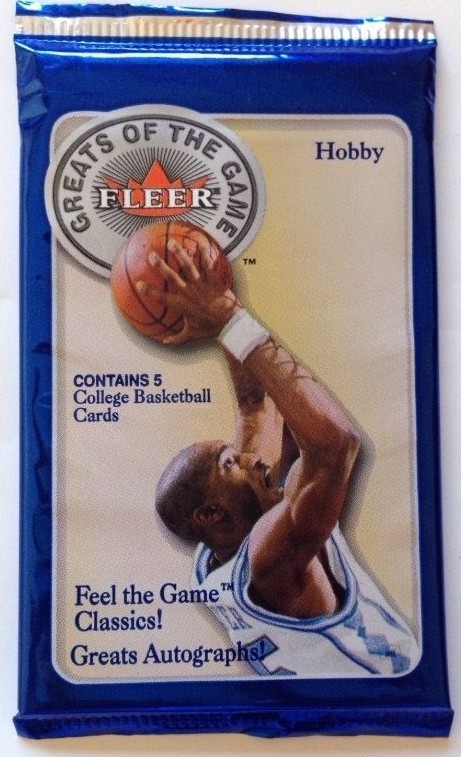 GREATS OF THE GAME
FLEER
TM
Hobby
CONTAINS 5
College Basketball
Cards
Feel the Game™
Classics!
Greats Autographs!